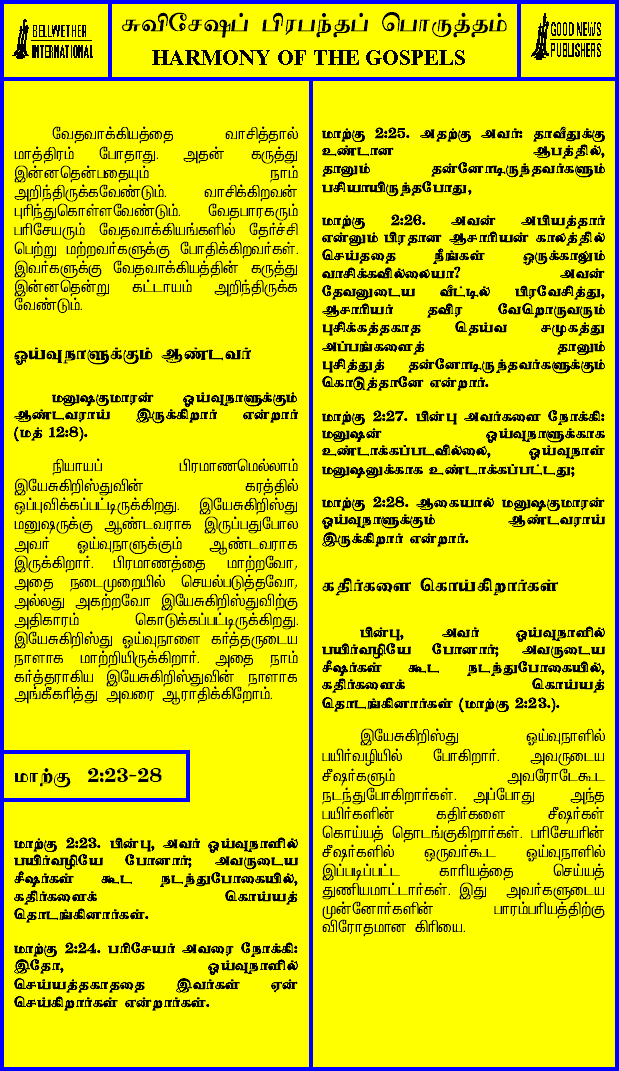 BELLWETHER
INTERNATIONAL
சுவிசேஷப் பிரபந்தப் பொருத்தம்
HARMONY OF THE GOSPELS
GOOD NEWS
PUBLISHERS
வேதவாக்கியத்தை வாசித்தால்
மாத்திரம் போதாது. அதன் கருத்து
இன்னதென்பதையும் நாம்
அறிந்திருக்கவேண்டும். வாசிக்கிறவன்
புரிந்துகொள்ளவேண்டும். வேதபாரகரும்
பரிசேயரும் வேதவாக்கியங்களில் தேர்ச்சி
பெற்று மற்றவர்களுக்கு போதிக்கிறவர்கள்.
இவர்களுக்கு வேதவாக்கியத்தின் கருத்து
இன்னதென்று கட்டாயம் அறிந்திருக்க
வேண்டும்.
ஓய்வுநாளுக்கும் ஆண்டவர்
மனுஷகுமாரன் ஓய்வுநாளுக்கும்
ஆண்டவராய் இருக்கிறார் என்றார்
(மத் 12:8).
நியாயப் பிரமாணமெல்லாம்
இயேசுகிறிஸ்துவின் கரத்தில்
ஒப்புவிக்கப்பட்டிருக்கிறது. இயேசுகிறிஸ்து
மனுஷருக்கு ஆண்டவராக இருப்பதுபோல
அவர் ஓய்வுநாளுக்கும் ஆண்டவராக
இருக்கிறார். பிரமாணத்தை மாற்றவோ,
அதை நடைமுறையில் செயல்படுத்தவோ,
அல்லது அகற்றவோ இயேசுகிறிஸ்துவிற்கு
அதிகாரம் கொடுக்கப்பட்டிருக்கிறது.
இயேசுகிறிஸ்து ஓய்வுநாளை கர்த்தருடைய
நாளாக மாற்றியிருக்கிறார். அதை நாம்
கர்த்தராகிய இயேசுகிறிஸ்துவின் நாளாக
அங்கீகரித்து அவரை ஆராதிக்கிறோம்.
மாற்கு 2:23-28
மாற்கு 2:23. பின்பு, அவர் ஓய்வுநாளில்
பயிர்வழியே போனார்; அவருடைய
சீஷர்கள் கூட நடந்துபோகையில்,
கதிர்களைக் கொய்யத்
தொடங்கினார்கள்.
மாற்கு 2:24. பரிசேயர் அவரை நோக்கி:
இதோ, ஓய்வுநாளில்
செய்யத்தகாததை இவர்கள் ஏன்
செய்கிறார்கள் என்றார்கள்.
மாற்கு 2:25. அதற்கு அவர்: தாவீதுக்கு
உண்டான ஆபத்தில்,
தானும் தன்னோடிருந்தவர்களும்
பசியாயிருந்தபோது,
மாற்கு 2:26. அவன் அபியத்தார்
என்னும் பிரதான ஆசாரியன் காலத்தில்
செய்ததை நீங்கள் ஒருக்காலும்
வாசிக்கவில்லையா? அவன்
தேவனுடைய வீட்டில் பிரவேசித்து,
ஆசாரியர் தவிர வேறொருவரும்
புசிக்கத்தகாத தெய்வ சமுகத்து
அப்பங்களைத் தானும்
புசித்துத் தன்னோடிருந்தவர்களுக்கும்
கொடுத்தானே என்றார்.
மாற்கு 2:27. பின்பு அவர்களை நோக்கி:
மனுஷன் ஓய்வுநாளுக்காக
உண்டாக்கப்படவில்லை, ஓய்வுநாள்
மனுஷனுக்காக உண்டாக்கப்பட்டது;
மாற்கு 2:28. ஆகையால் மனுஷகுமாரன்
ஓய்வுநாளுக்கும் ஆண்டவராய்
இருக்கிறார் என்றார்.
கதிர்களை கொய்கிறார்கள்
பின்பு, அவர் ஓய்வுநாளில்
பயிர்வழியே போனார்; அவருடைய
சீஷர்கள் கூட நடந்துபோகையில்,
கதிர்களைக் கொய்யத்
தொடங்கினார்கள் (மாற்கு 2:23.).
இயேசுகிறிஸ்து ஓய்வுநாளில்
பயிர்வழியில் போகிறார். அவருடைய
சீஷர்களும் அவரோடேகூட
நடந்துபோகிறார்கள். அப்போது அந்த
பயிர்களின் கதிர்களை சீஷர்கள்
கொய்யத் தொடங்குகிறார்கள். பரிசேயரின்
சீஷர்களில் ஒருவர்கூட ஓய்வுநாளில்
இப்படிப்பட்ட காரியத்தை செய்யத்
துணியமாட்டார்கள். இது அவர்களுடைய
முன்னோர்களின் பாரம்பரியத்திற்கு
விரோதமான கிரியை.